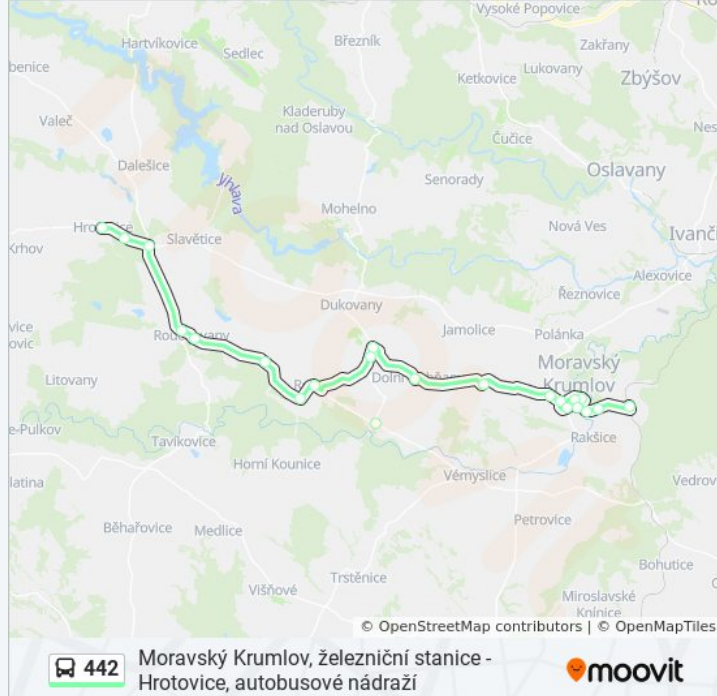 Vysoké Popovice
Hartvíkovice
Březník
Sedlec
Zakřany
Lukovany
benice
Ketkovice
Zbýšov
Kladeruby
nad Oslavou
Valeč
Nes
Čučice
Dalešice
Oslavany
Senorady
Jihlava
Mohelno
Nová Ves
Ivanči
Slavětice
Krhov
Alexovice
Řeznovice
Dukovany
Jamolice
Polánka
vice
ovic
Moravský
Krumlov
Litovany
Rakšice
e-Pulkov
Tavíkovice
Horní Kounice
Vémyslice
latina
Vedrov
Petrovice
Běhařovice
Medlice
Bohutice
Trstěnice
Višňové
Miroslavské
Knínice
© OpenStreetMap contributors | © OpenMapTiles
442
Moravský Krumlov, železniční stanice -
Hrotovice, autobusové nádraží
moovit